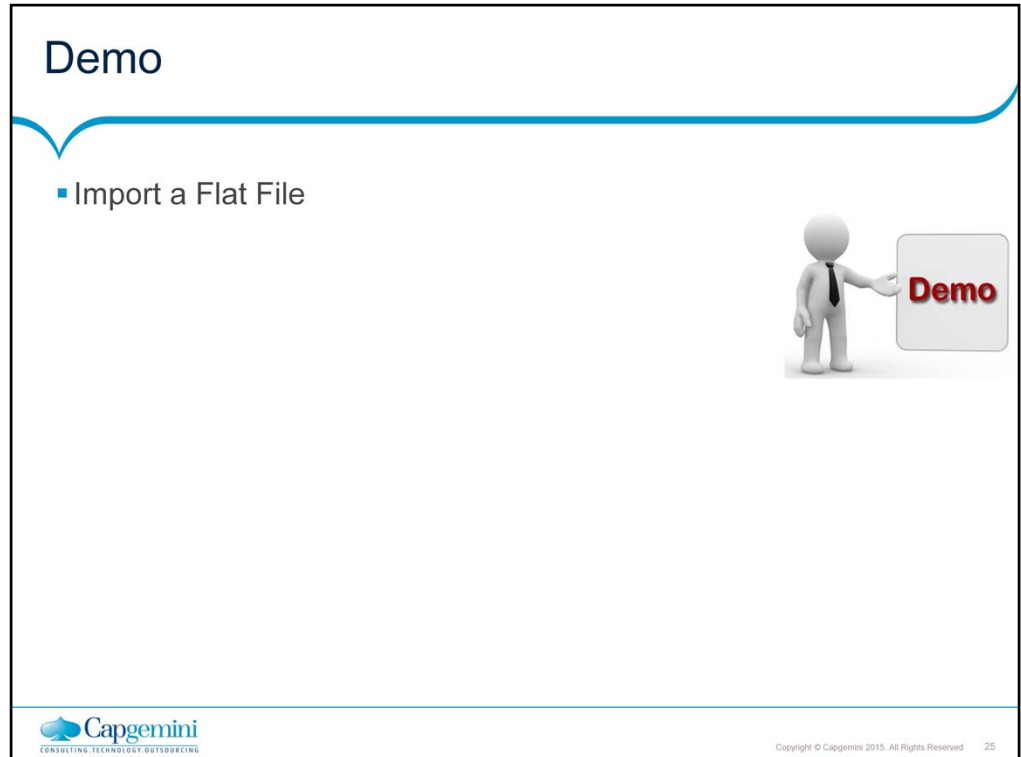 Demo
▪ Import a Flat File
Demo
Capgemini
CONSULTING.TECHNOLOGY.OUTSOURCING
Copyright © Capgemini 2015. All Rights Reserved 25